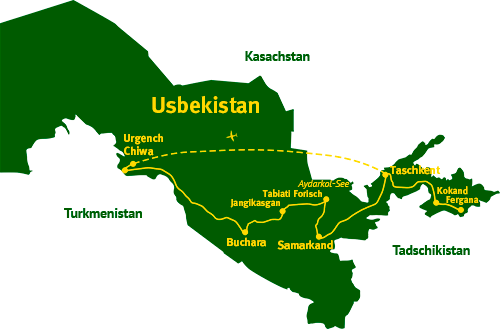 Kasachstan
Usbekistan
Urgench
Chiwa
Taschkent
Aydarkol-See
Tabiati Forisch
Jangikasgan
Kokand
Fergana
Turkmenistan
Buchara
Samarkand
Tadschikistan